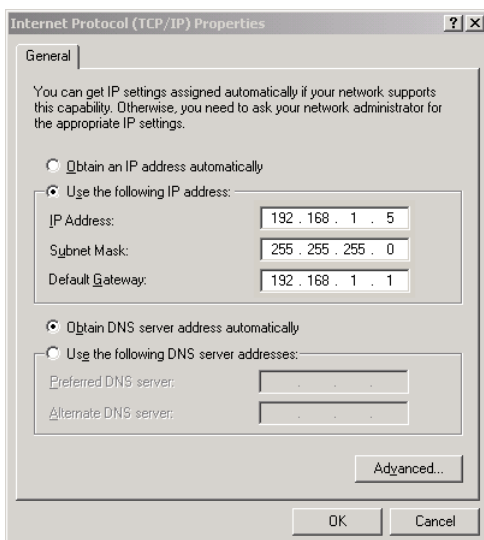 Internet Protocol (TCP/IP) Properties
General
You can get IP settings assigned automatically if your network supports
this capability. Otherwise, you need to ask your network administrator for
the appropriate IP settings.
Obtain an IP address automatically
Use the following IP address:
IP Address: 192 . 168 . 1 . 5
Subnet Mask: 255 . 255 . 255 . 0
Default Gateway: 192 . 168 . 1 . 1
Obtain DNS server address automatically
Use the following DNS server addresses:
Preferred DNS server: . . .
Alternate DNS server: . . .
Advanced...
OK Cancel